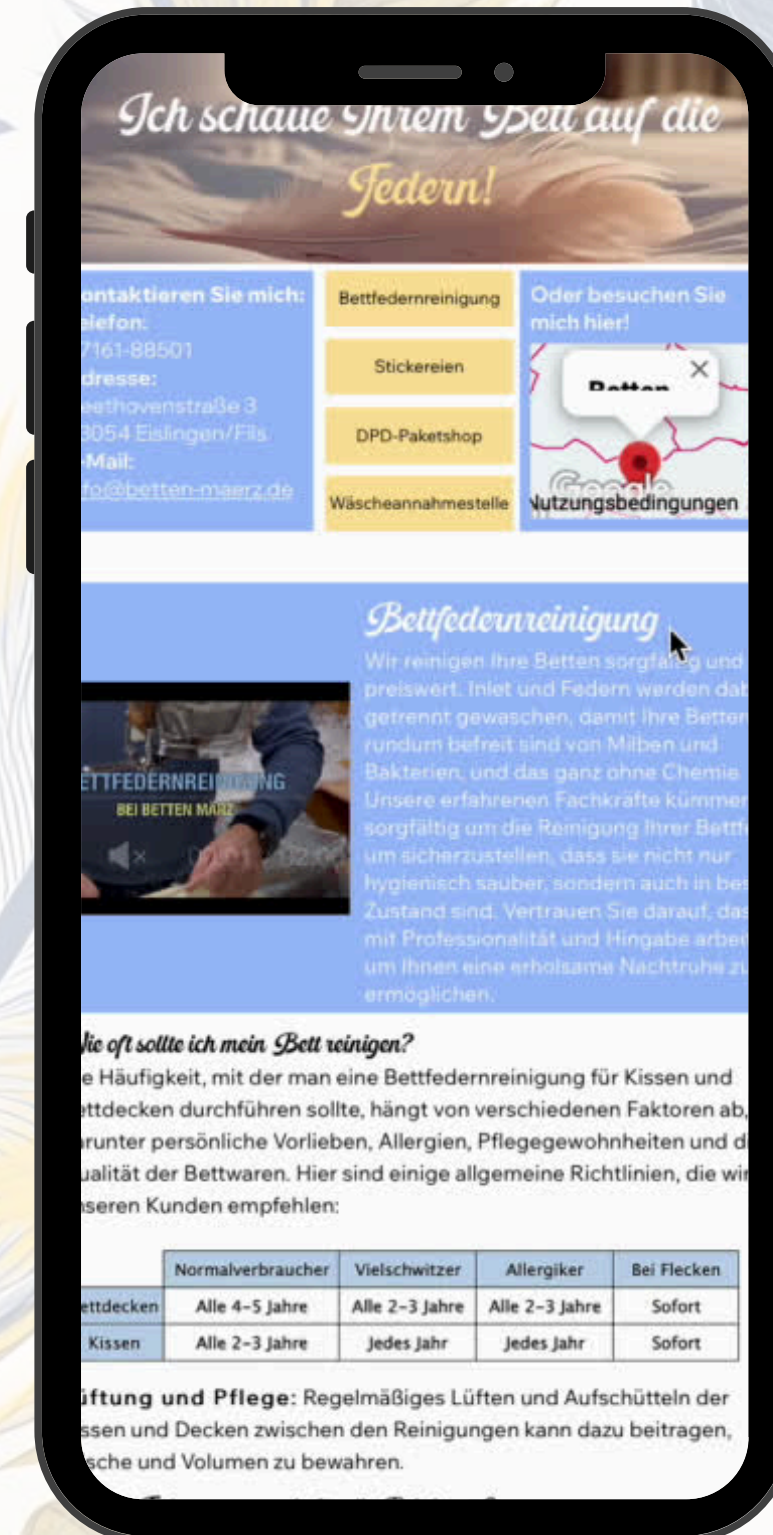 Ich schaue Ihrem Bett auf die
Federn!
ontaktieren Sie mich:
elefon:
7161-88501
dresse:
eethovenstraße 3
3054 Eislingen/Fils
-Mail:
fo@betten-maerz.de
Bettfedernreinigung
Stickereien
DPD-Paketshop
Wäscheannahmestelle
Oder besuchen Sie
mich hier!
Betten
Google
Nutzungsbedingungen
Bettfedernreinigung
Wir reinigen Ihre Betten sorgfältig und
preiswert. Inlet und Federn werden dab
getrennt gewaschen, damit Ihre Betten
rundum befreit sind von Milben und
Bakterien, und das ganz ohne Chemie.
Unsere erfahrenen Fachkräfte kümmer
sorgfältig um die Reinigung Ihrer Bettfe
um sicherzustellen, dass sie nicht nur
hygienisch sauber, sondern auch in bes
Zustand sind. Vertrauen Sie darauf, das
mit Professionalität und Hingabe arbei
um Ihnen eine erholsame Nachtruhe zu
ermöglichen.
ETTFEDERNREINIGUNG
BEI BETTEN MÄRZ
Wie oft sollte ich mein Bett reinigen?
e Häufigkeit, mit der man eine Bettfedernreinigung für Kissen und
ettdecken durchführen sollte, hängt von verschiedenen Faktoren ab,
arunter persönliche Vorlieben, Allergien, Pflegegewohnheiten und d
ualität der Bettwaren. Hier sind einige allgemeine Richtlinien, die wir
nseren Kunden empfehlen:
Normalverbraucher Vielschwitzer Allergiker Bei Flecken
ettdecken Alle 4-5 Jahre Alle 2-3 Jahre Alle 2-3 Jahre Sofort
Kissen Alle 2-3 Jahre Jedes Jahr Jedes Jahr Sofort
üftung und Pflege: Regelmäßiges Lüften und Aufschütteln der
ssen und Decken zwischen den Reinigungen kann dazu beitragen,
sche und Volumen zu bewahren.